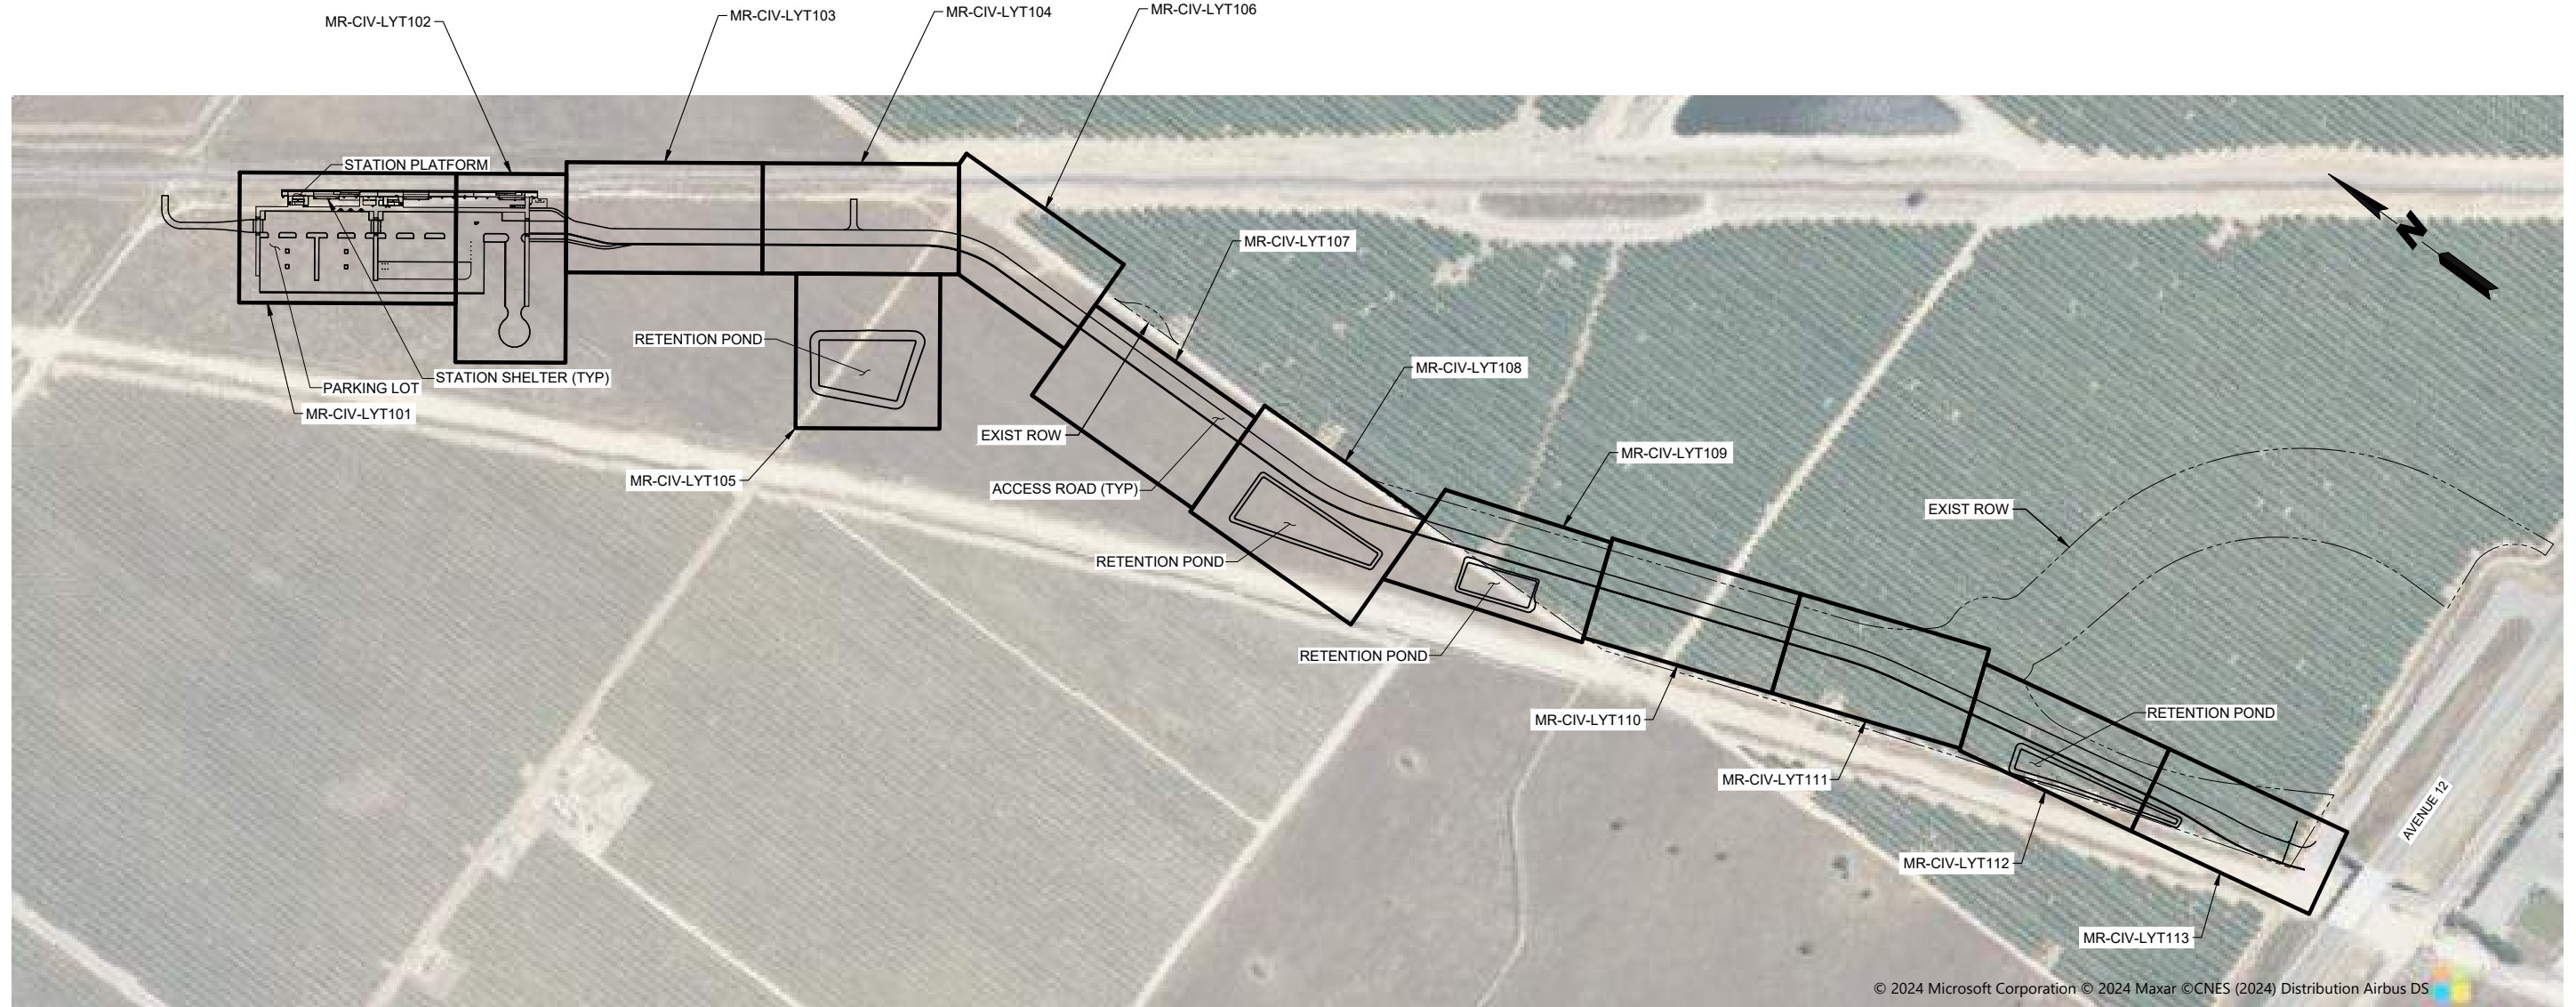 MR-CIV-LYT102
MR-CIV-LYT103
MR-CIV-LYT104
MR-CIV-LYT106
STATION PLATFORM
N
MR-CIV-LYT107
RETENTION POND
STATION SHELTER (TYP)
PARKING LOT
MR-CIV-LYT101
MR-CIV-LYT108
EXIST ROW
MR-CIV-LYT109
MR-CIV-LYT105
ACCESS ROAD (TYP)
EXIST ROW
RETENTION POND
RETENTION POND
MR-CIV-LYT110
RETENTION POND
MR-CIV-LYT111
AVENUE 12
MR-CIV-LYT112
MR-CIV-LYT113
© 2024 Microsoft Corporation © 2024 Maxar ©CNES (2024) Distribution Airbus DS